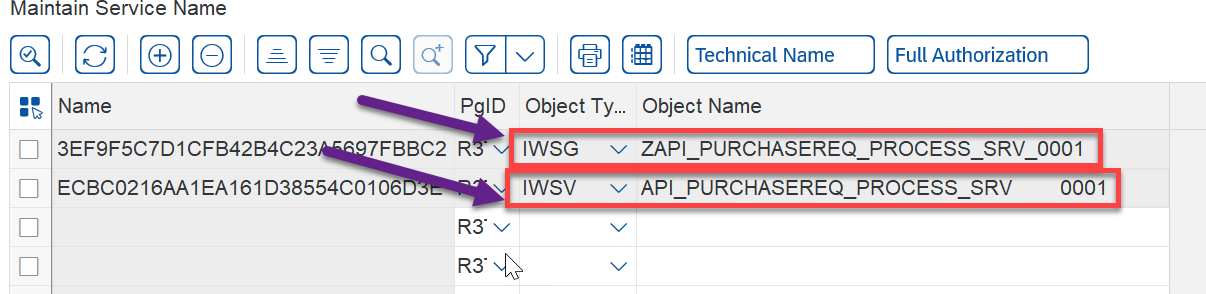 Maintain Service Name
Technical Name Full Authorization
Name PgID Object Ty... Object Name
3EF9F5C7D1CFB42B4C23A5697FBBC2 R3 IWSG ZAPI_PURCHASEREQ_PROCESS_SRV_0001
ECBC0216AA1EA161D38554C0106D3E IWSV API_PURCHASEREQ_PROCESS_SRV 0001
R3
R3